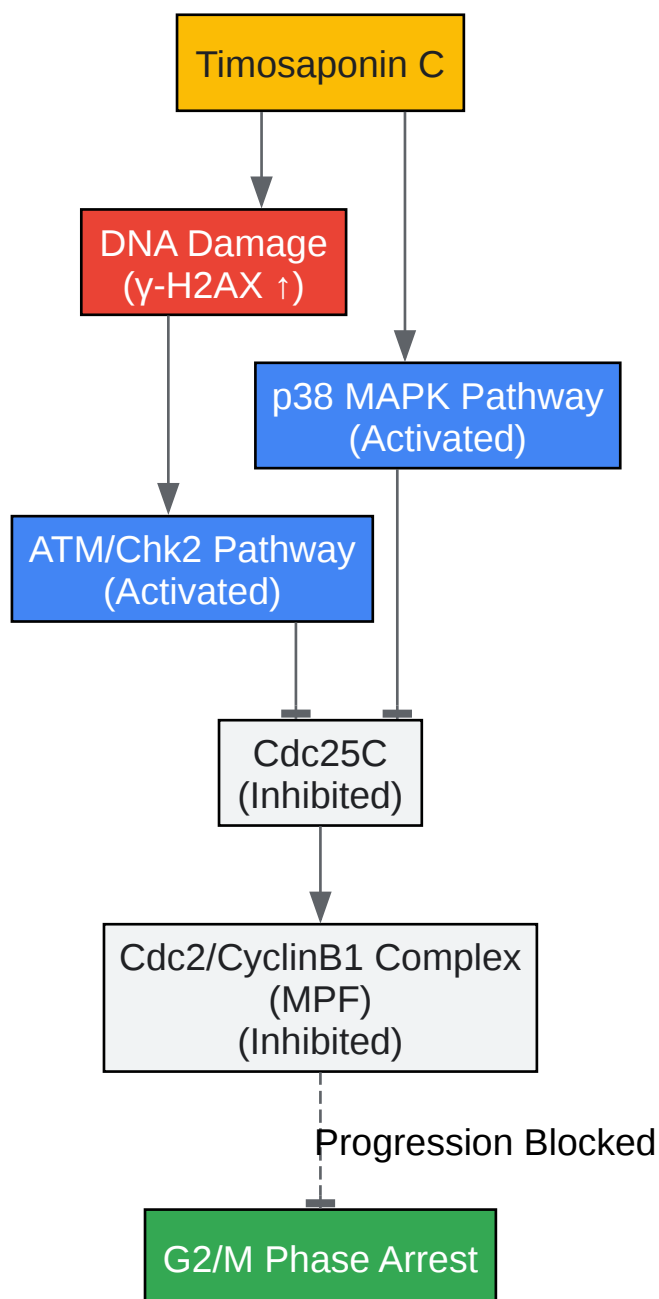 Timosaponin C
DNA Damage
(γ-H2AX ↑)
p38 MAPK Pathway
(Activated)
ATM/Chk2 Pathway
(Activated)
Cdc25C
(Inhibited)
Cdc2/CyclinB1 Complex
(MPF)
(Inhibited)
Progression Blocked
G2/M Phase Arrest